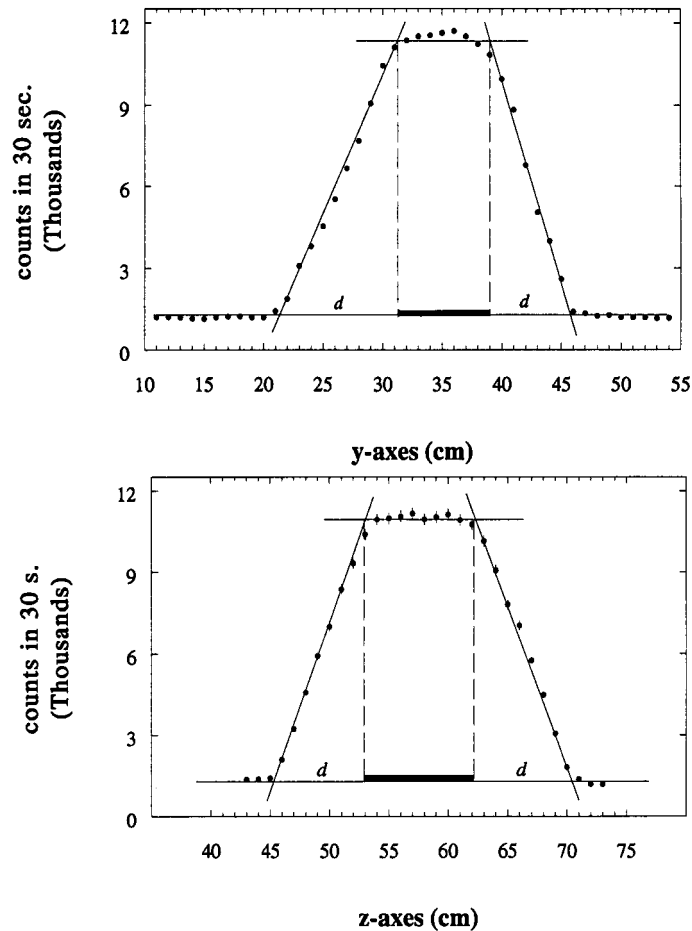 counts in 30 sec.
(Thousands)
12
9
6
3
0
d
d
10 15 20 25 30 35 40 45 50 55
y-axes (cm)
counts in 30 s.
(Thousands)
12
9
6
3
0
d
d
40 45 50 55 60 65 70 75
z-axes (cm)